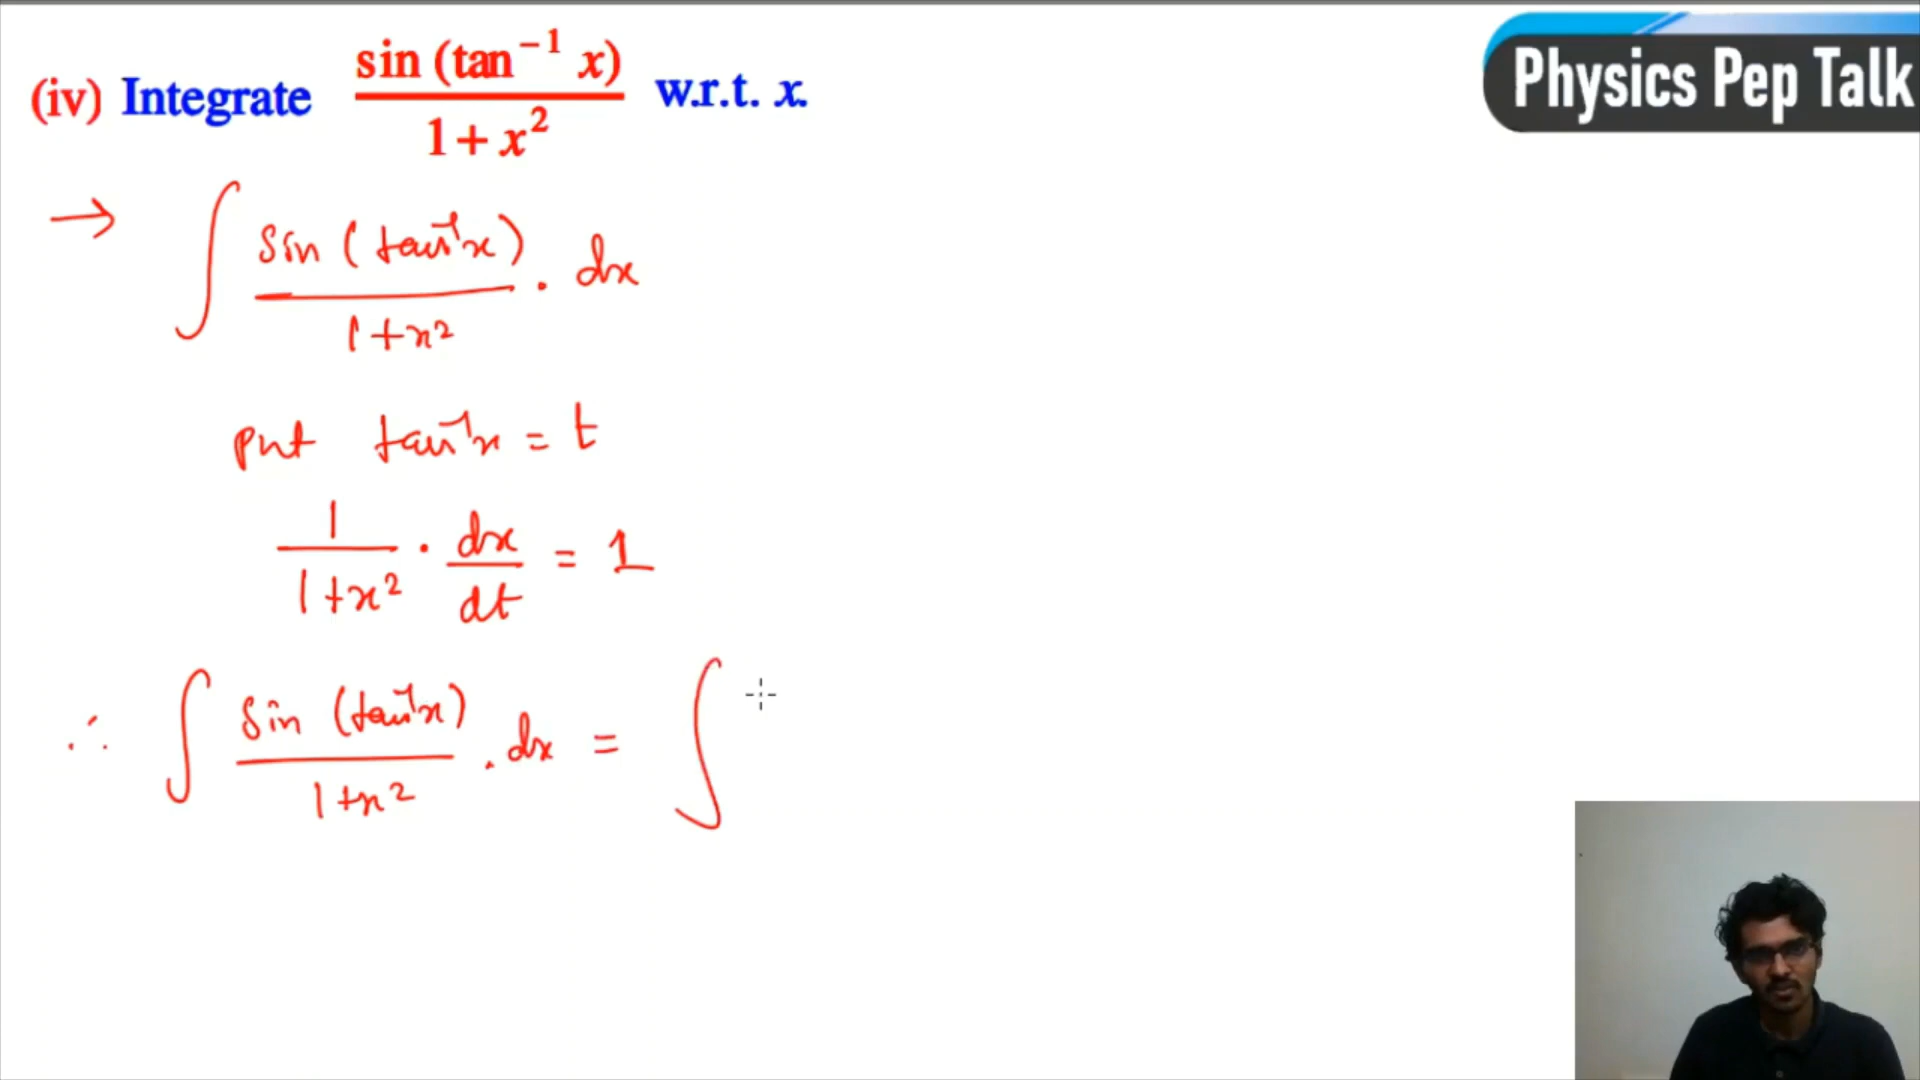 (iv) Integrate sin (tan⁻¹ x) / 1 + x² w.r.t. x.
Physics Pep Talk
→ ∫ sin (tan⁻¹x) / 1+x² . dx
put tan⁻¹x = t
1 / 1+x² · dx / dt = 1
∴ ∫ sin (tan⁻¹x) / 1+x² . dx = ∫